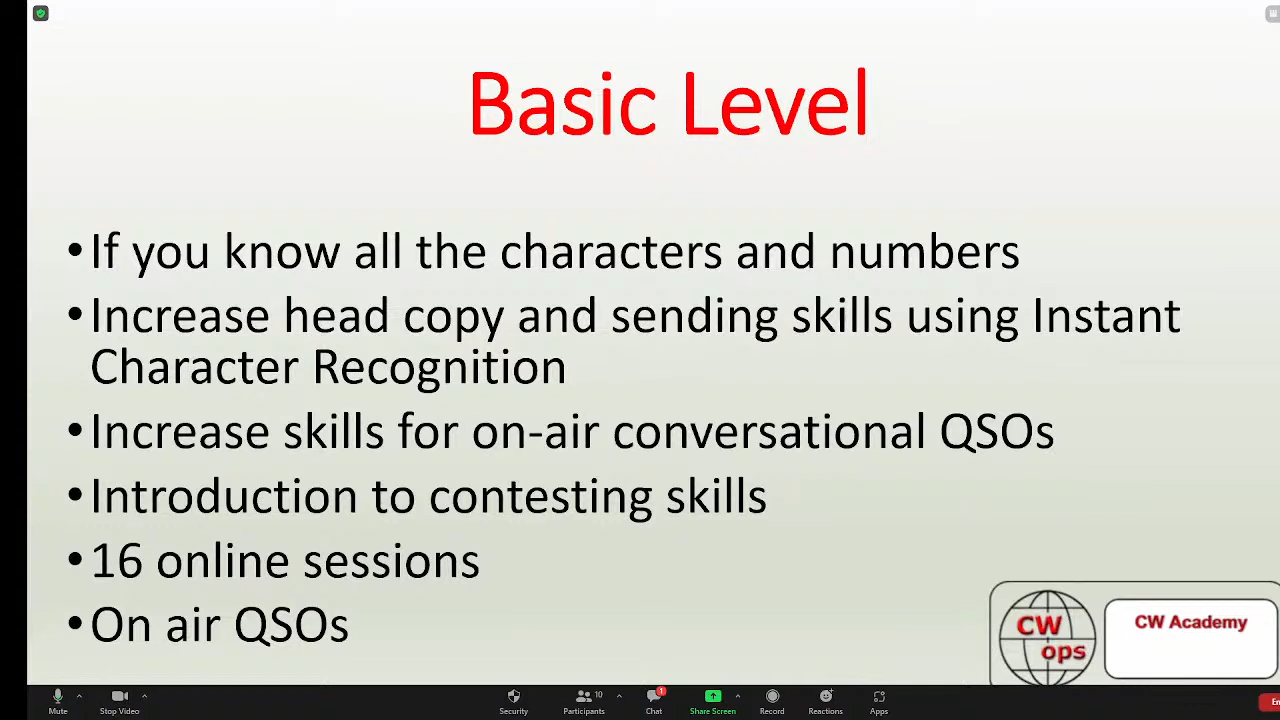 Basic Level
•If you know all the characters and numbers
•Increase head copy and sending skills using Instant
Character Recognition
•Increase skills for on-air conversational QSOs
•Introduction to contesting skills
•16 online sessions
•On air QSOs
CW
ops
CW Academy
Mute
Stop Video
Security
Participants
10
Chat
1
Share Screen
Record
Reactions
Apps